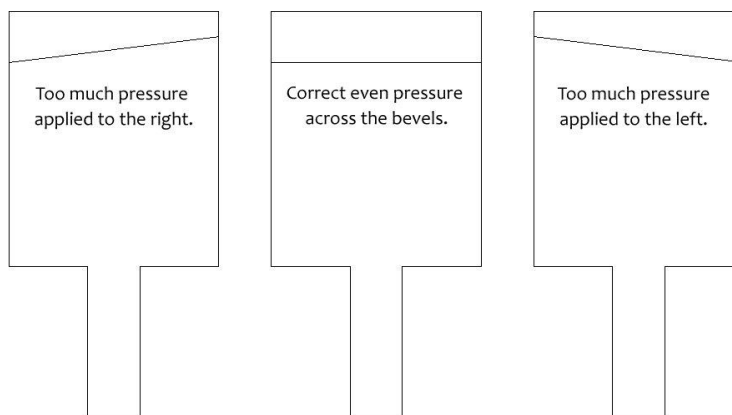 Too much pressure
applied to the right.
Correct even pressure
across the bevels.
Too much pressure
applied to the left.